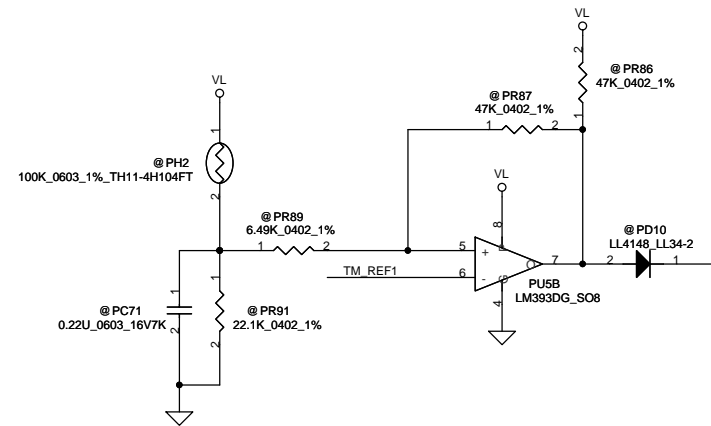 VL
2
@ PR86
47K_0402_1%
1
VL
@ PR87
47K_0402_1%
1
2
1
@ PH2
100K_0603_1%_TH11-4H104FT
2
VL
8
@ PR89
6.49K_0402_1%
1
2
5
+
P
@ PD10
LL4148_LL34-2
O
7
2
1
TM_REF1
6
-
G
PU5B
LM393DG_SO8
4
1
1
@ PC71
0.22U_0603_16V7K
2
@ PR91
22.1K_0402_1%
2